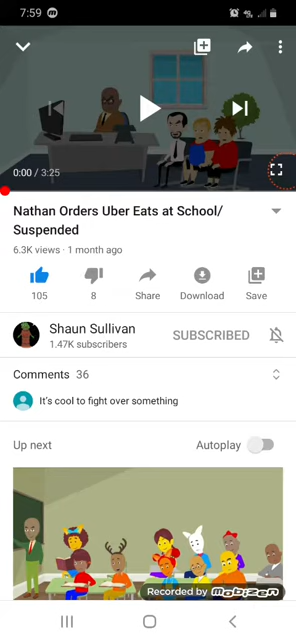 7:59
0:00 / 3:25
Nathan Orders Uber Eats at School/
Suspended
6.3K views · 1 month ago
105
8
Share
Download
Save
Shaun Sullivan
1.47K subscribers
SUBSCRIBED
Comments 36
It's cool to fight over something
Up next
Autoplay
Recorded by mobizen